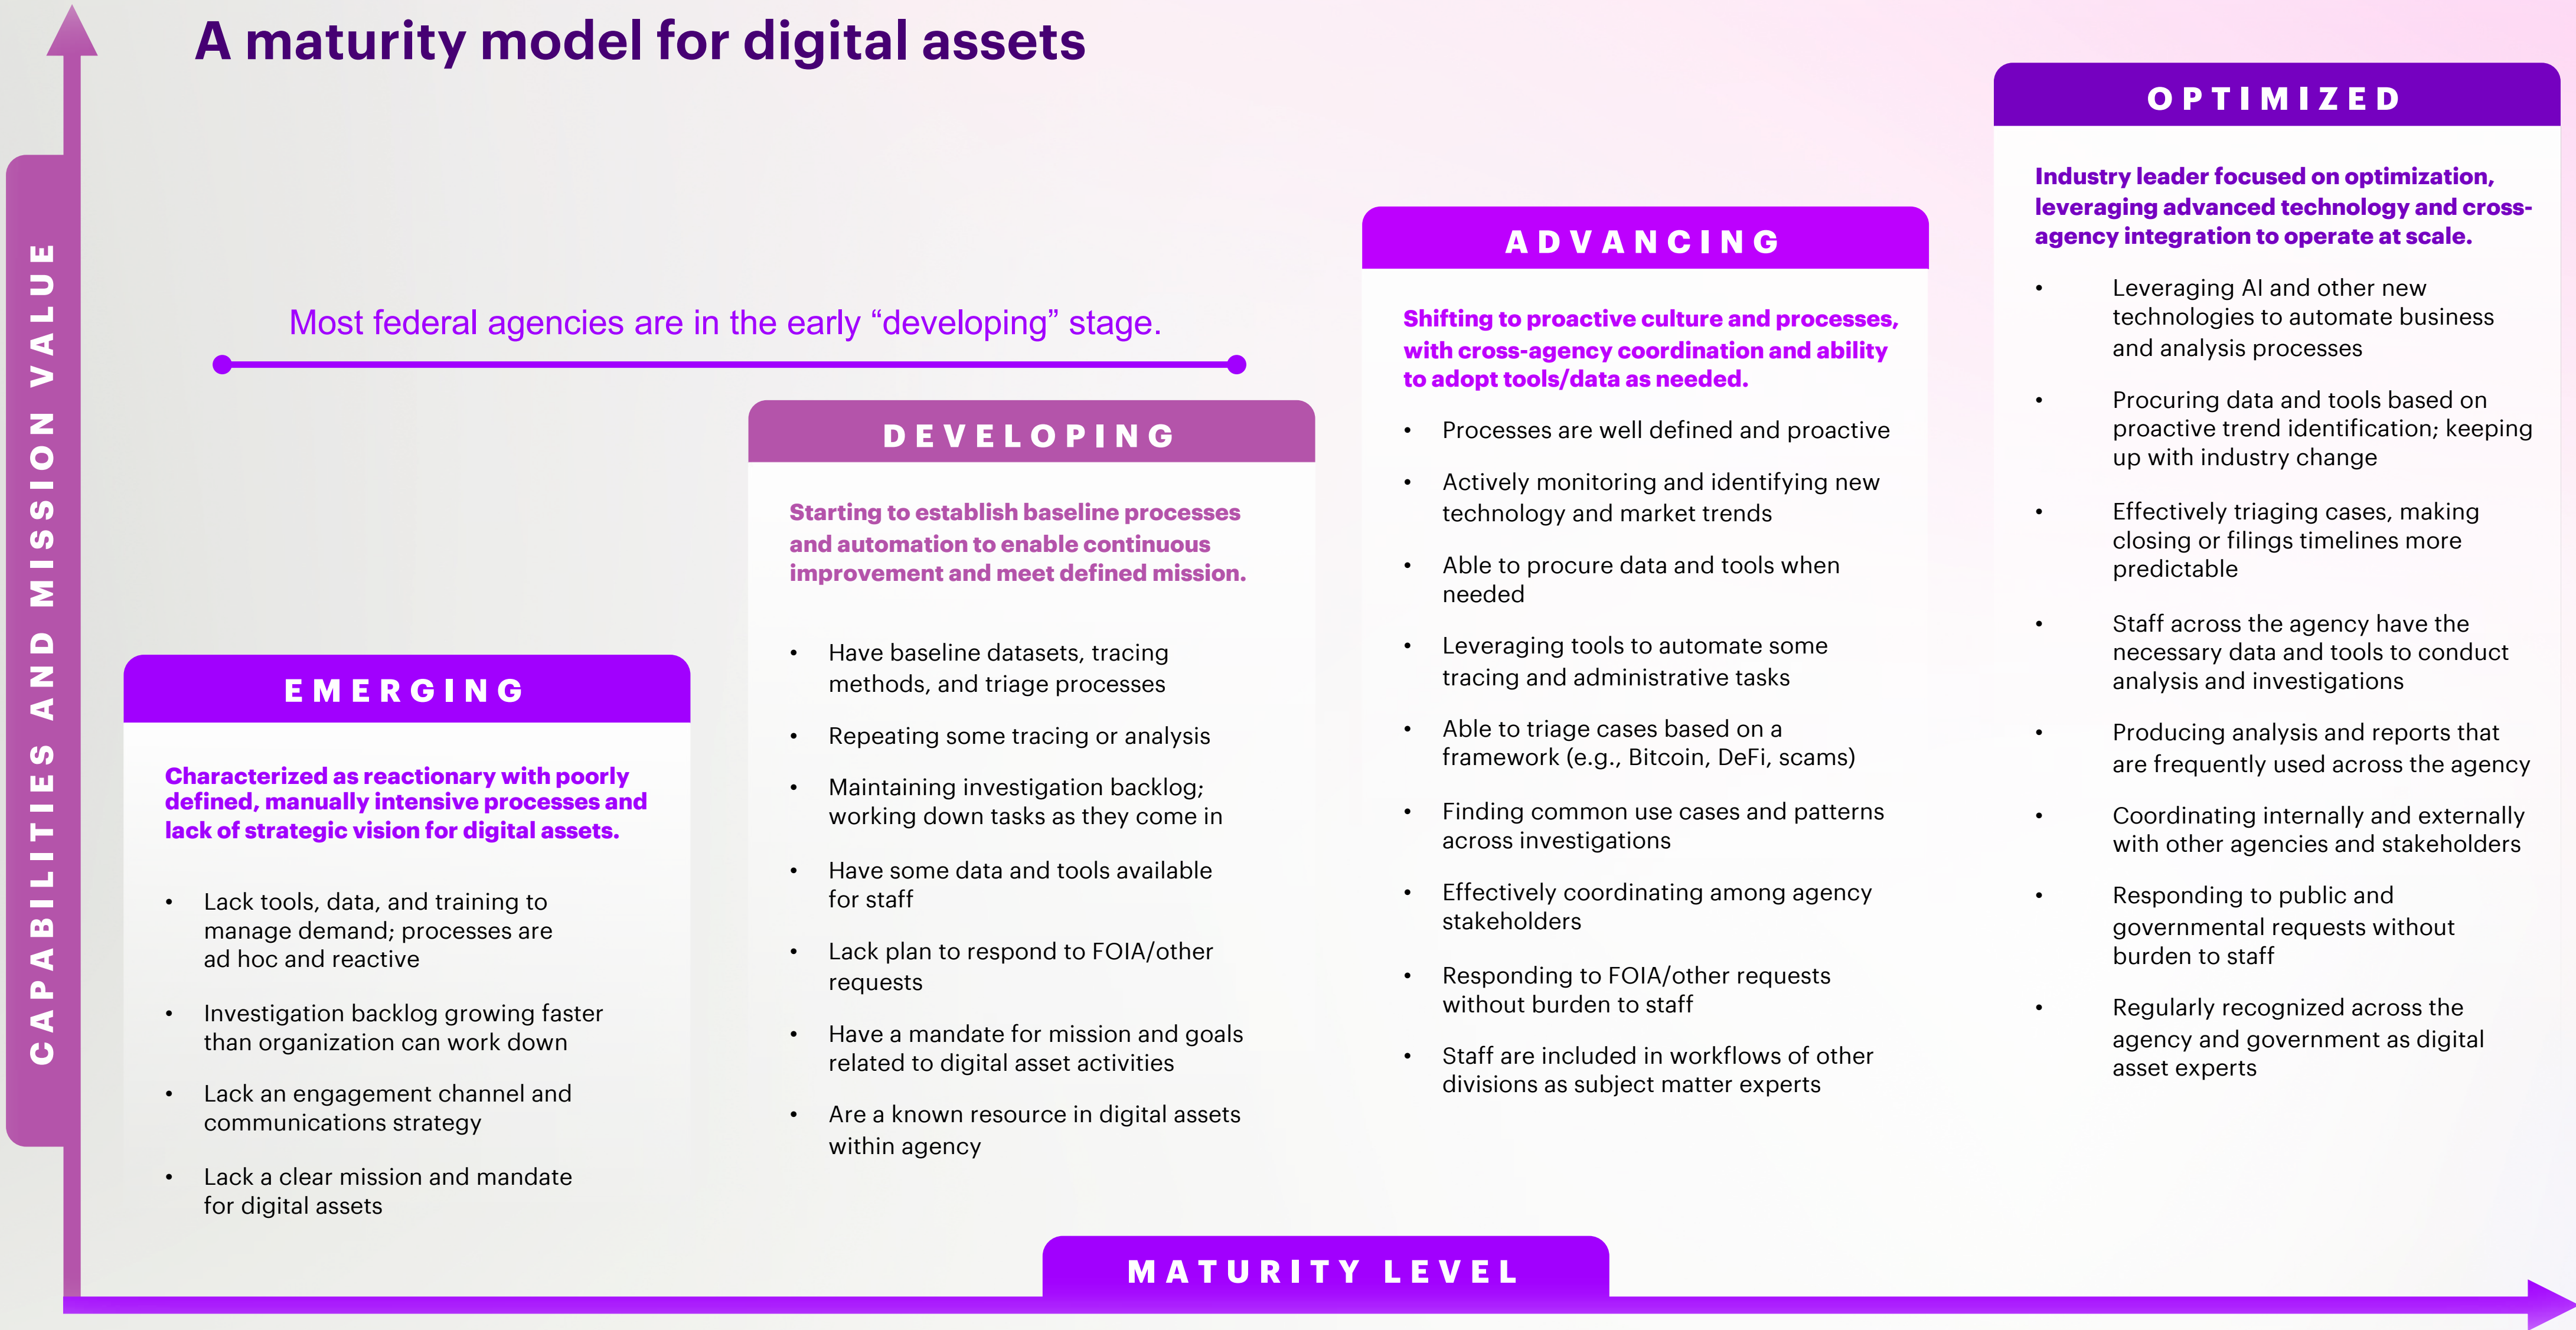 A maturity model for digital assets
CAPABILITIES AND MISSION VALUE
Most federal agencies are in the early “developing” stage.
EMERGING
Characterized as reactionary with poorly
defined, manually intensive processes and
lack of strategic vision for digital assets.
• Lack tools, data, and training to
manage demand; processes are
ad hoc and reactive
• Investigation backlog growing faster
than organization can work down
• Lack an engagement channel and
communications strategy
• Lack a clear mission and mandate
for digital assets
DEVELOPING
Starting to establish baseline processes
and automation to enable continuous
improvement and meet defined mission.
• Have baseline datasets, tracing
methods, and triage processes
• Repeating some tracing or analysis
• Maintaining investigation backlog;
working down tasks as they come in
• Have some data and tools available
for staff
• Lack plan to respond to FOIA/other
requests
• Have a mandate for mission and goals
related to digital asset activities
• Are a known resource in digital assets
within agency
ADVANCING
Shifting to proactive culture and processes,
with cross-agency coordination and ability
to adopt tools/data as needed.
• Processes are well defined and proactive
• Actively monitoring and identifying new
technology and market trends
• Able to procure data and tools when
needed
• Leveraging tools to automate some
tracing and administrative tasks
• Able to triage cases based on a
framework (e.g., Bitcoin, DeFi, scams)
• Finding common use cases and patterns
across investigations
• Effectively coordinating among agency
stakeholders
• Responding to FOIA/other requests
without burden to staff
• Staff are included in workflows of other
divisions as subject matter experts
OPTIMIZED
Industry leader focused on optimization,
leveraging advanced technology and cross-
agency integration to operate at scale.
• Leveraging AI and other new
technologies to automate business
and analysis processes
• Procuring data and tools based on
proactive trend identification; keeping
up with industry change
• Effectively triaging cases, making
closing or filings timelines more
predictable
• Staff across the agency have the
necessary data and tools to conduct
analysis and investigations
• Producing analysis and reports that
are frequently used across the agency
• Coordinating internally and externally
with other agencies and stakeholders
• Responding to public and
governmental requests without
burden to staff
• Regularly recognized across the
agency and government as digital
asset experts
MATURITY LEVEL